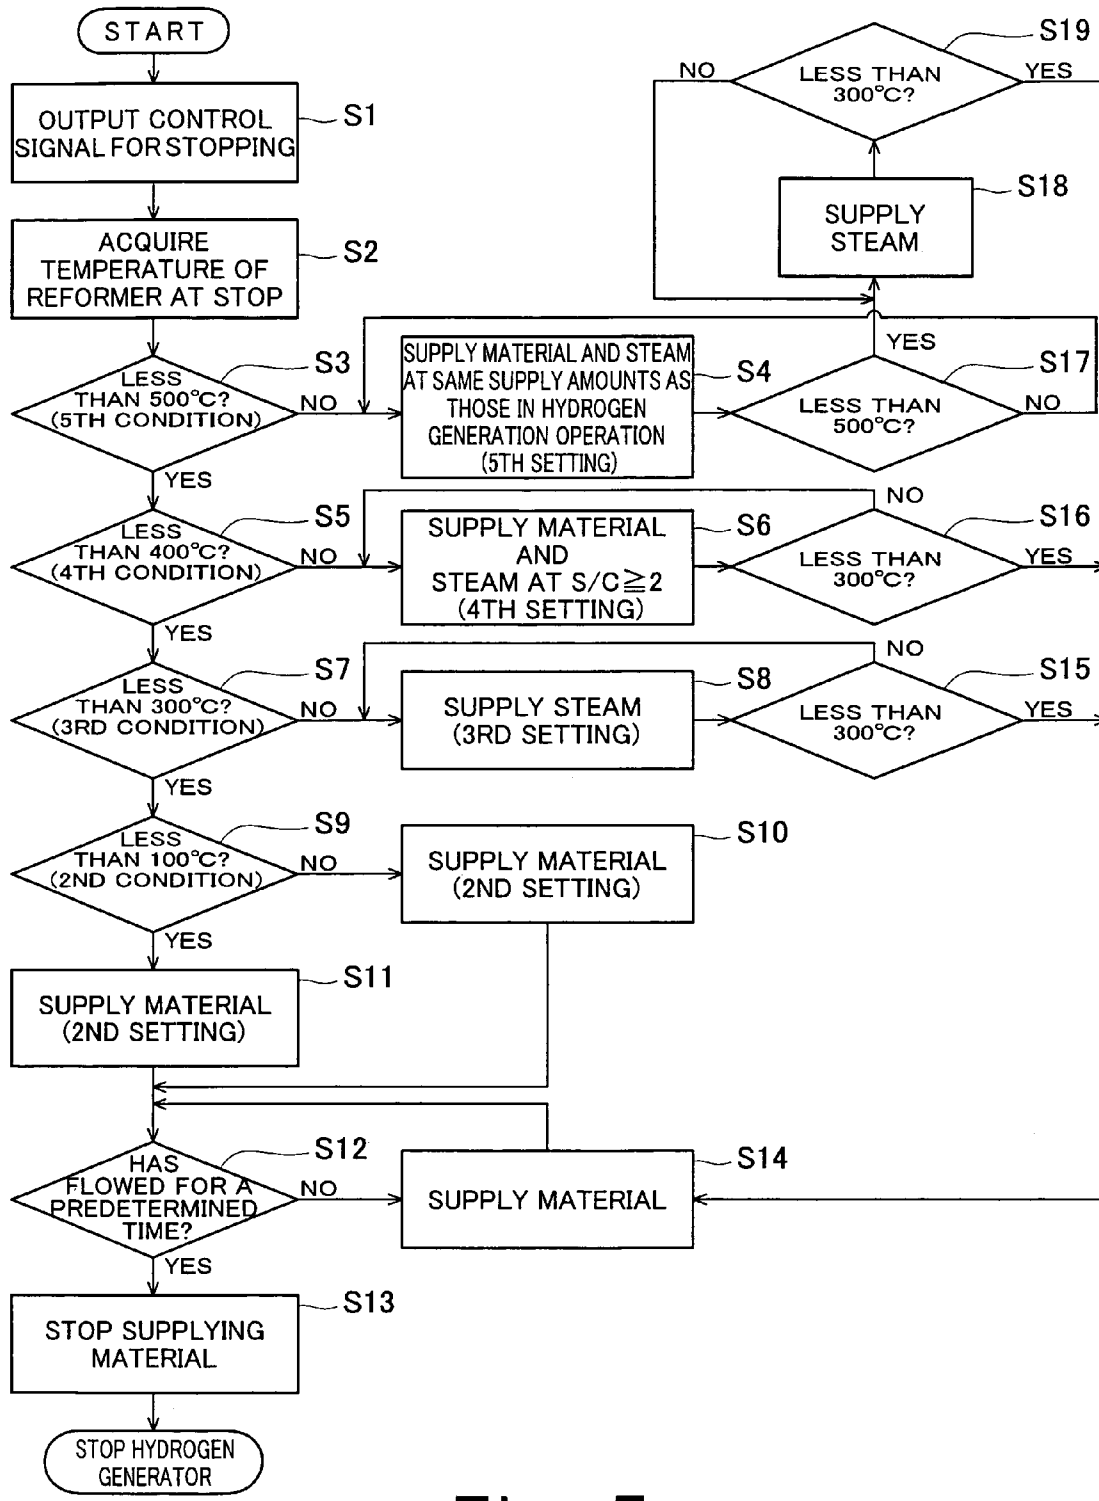 START
OUTPUT CONTROL
SIGNAL FOR STOPPING
S1
ACQUIRE
TEMPERATURE OF
REFORMER AT STOP
S2
LESS
THAN 500°C?
(5TH CONDITION)
S3
NO
YES
SUPPLY MATERIAL AND STEAM
AT SAME SUPPLY AMOUNTS AS
THOSE IN HYDROGEN
GENERATION OPERATION
(5TH SETTING)
S4
LESS THAN
500°C?
S17
YES
NO
SUPPLY
STEAM
S18
LESS THAN
300°C?
S19
NO
YES
LESS
THAN 400°C?
(4TH CONDITION)
S5
NO
YES
SUPPLY MATERIAL
AND
STEAM AT S/C≧2
(4TH SETTING)
S6
LESS THAN
300°C?
S16
NO
YES
LESS
THAN 300°C?
(3RD CONDITION)
S7
NO
YES
SUPPLY STEAM
(3RD SETTING)
S8
LESS THAN
300°C?
S15
NO
YES
LESS
THAN 100°C?
(2ND CONDITION)
S9
NO
YES
SUPPLY MATERIAL
(2ND SETTING)
S10
SUPPLY MATERIAL
(2ND SETTING)
S11
HAS
FLOWED FOR A
PREDETERMINED
TIME?
S12
NO
YES
SUPPLY MATERIAL
S14
STOP SUPPLYING
MATERIAL
S13
STOP HYDROGEN
GENERATOR